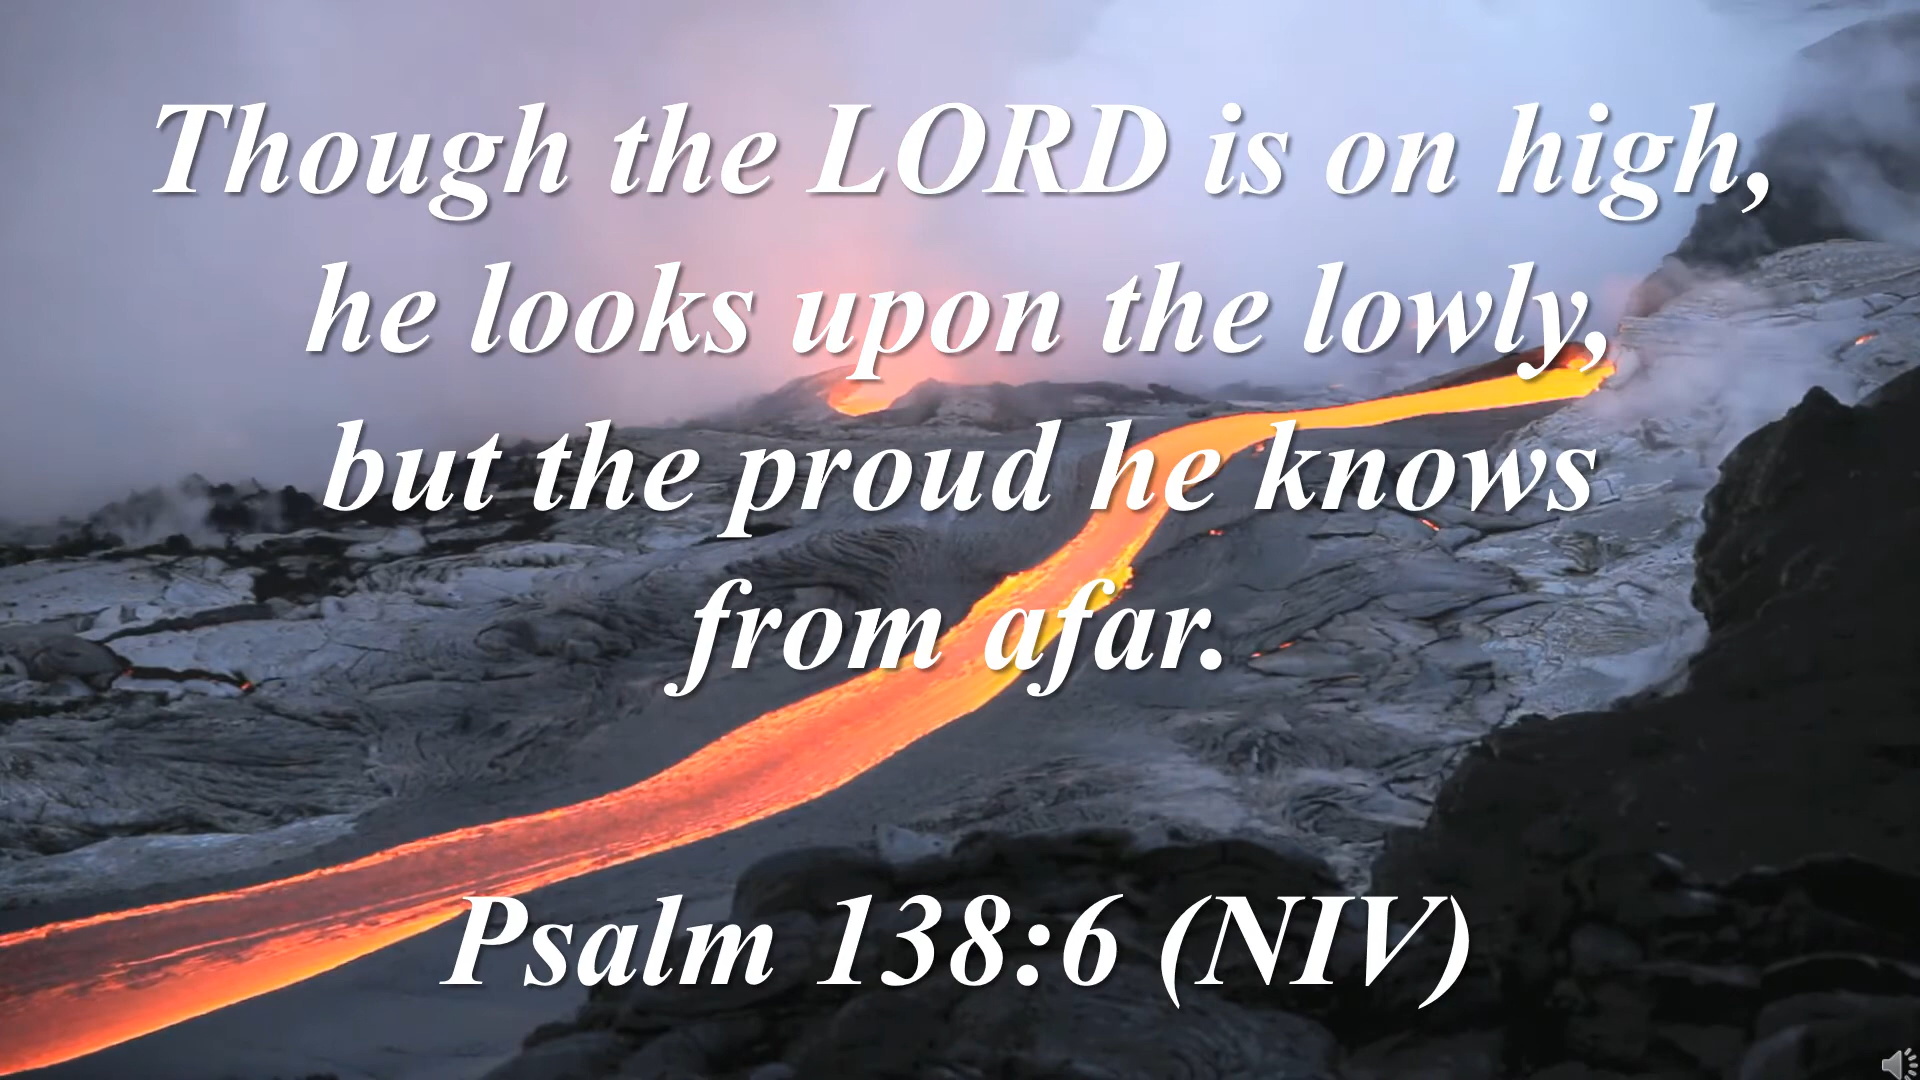 Though the LORD is on high,
he looks upon the lowly,
but the proud he knows
from afar.
Psalm 138:6 (NIV)